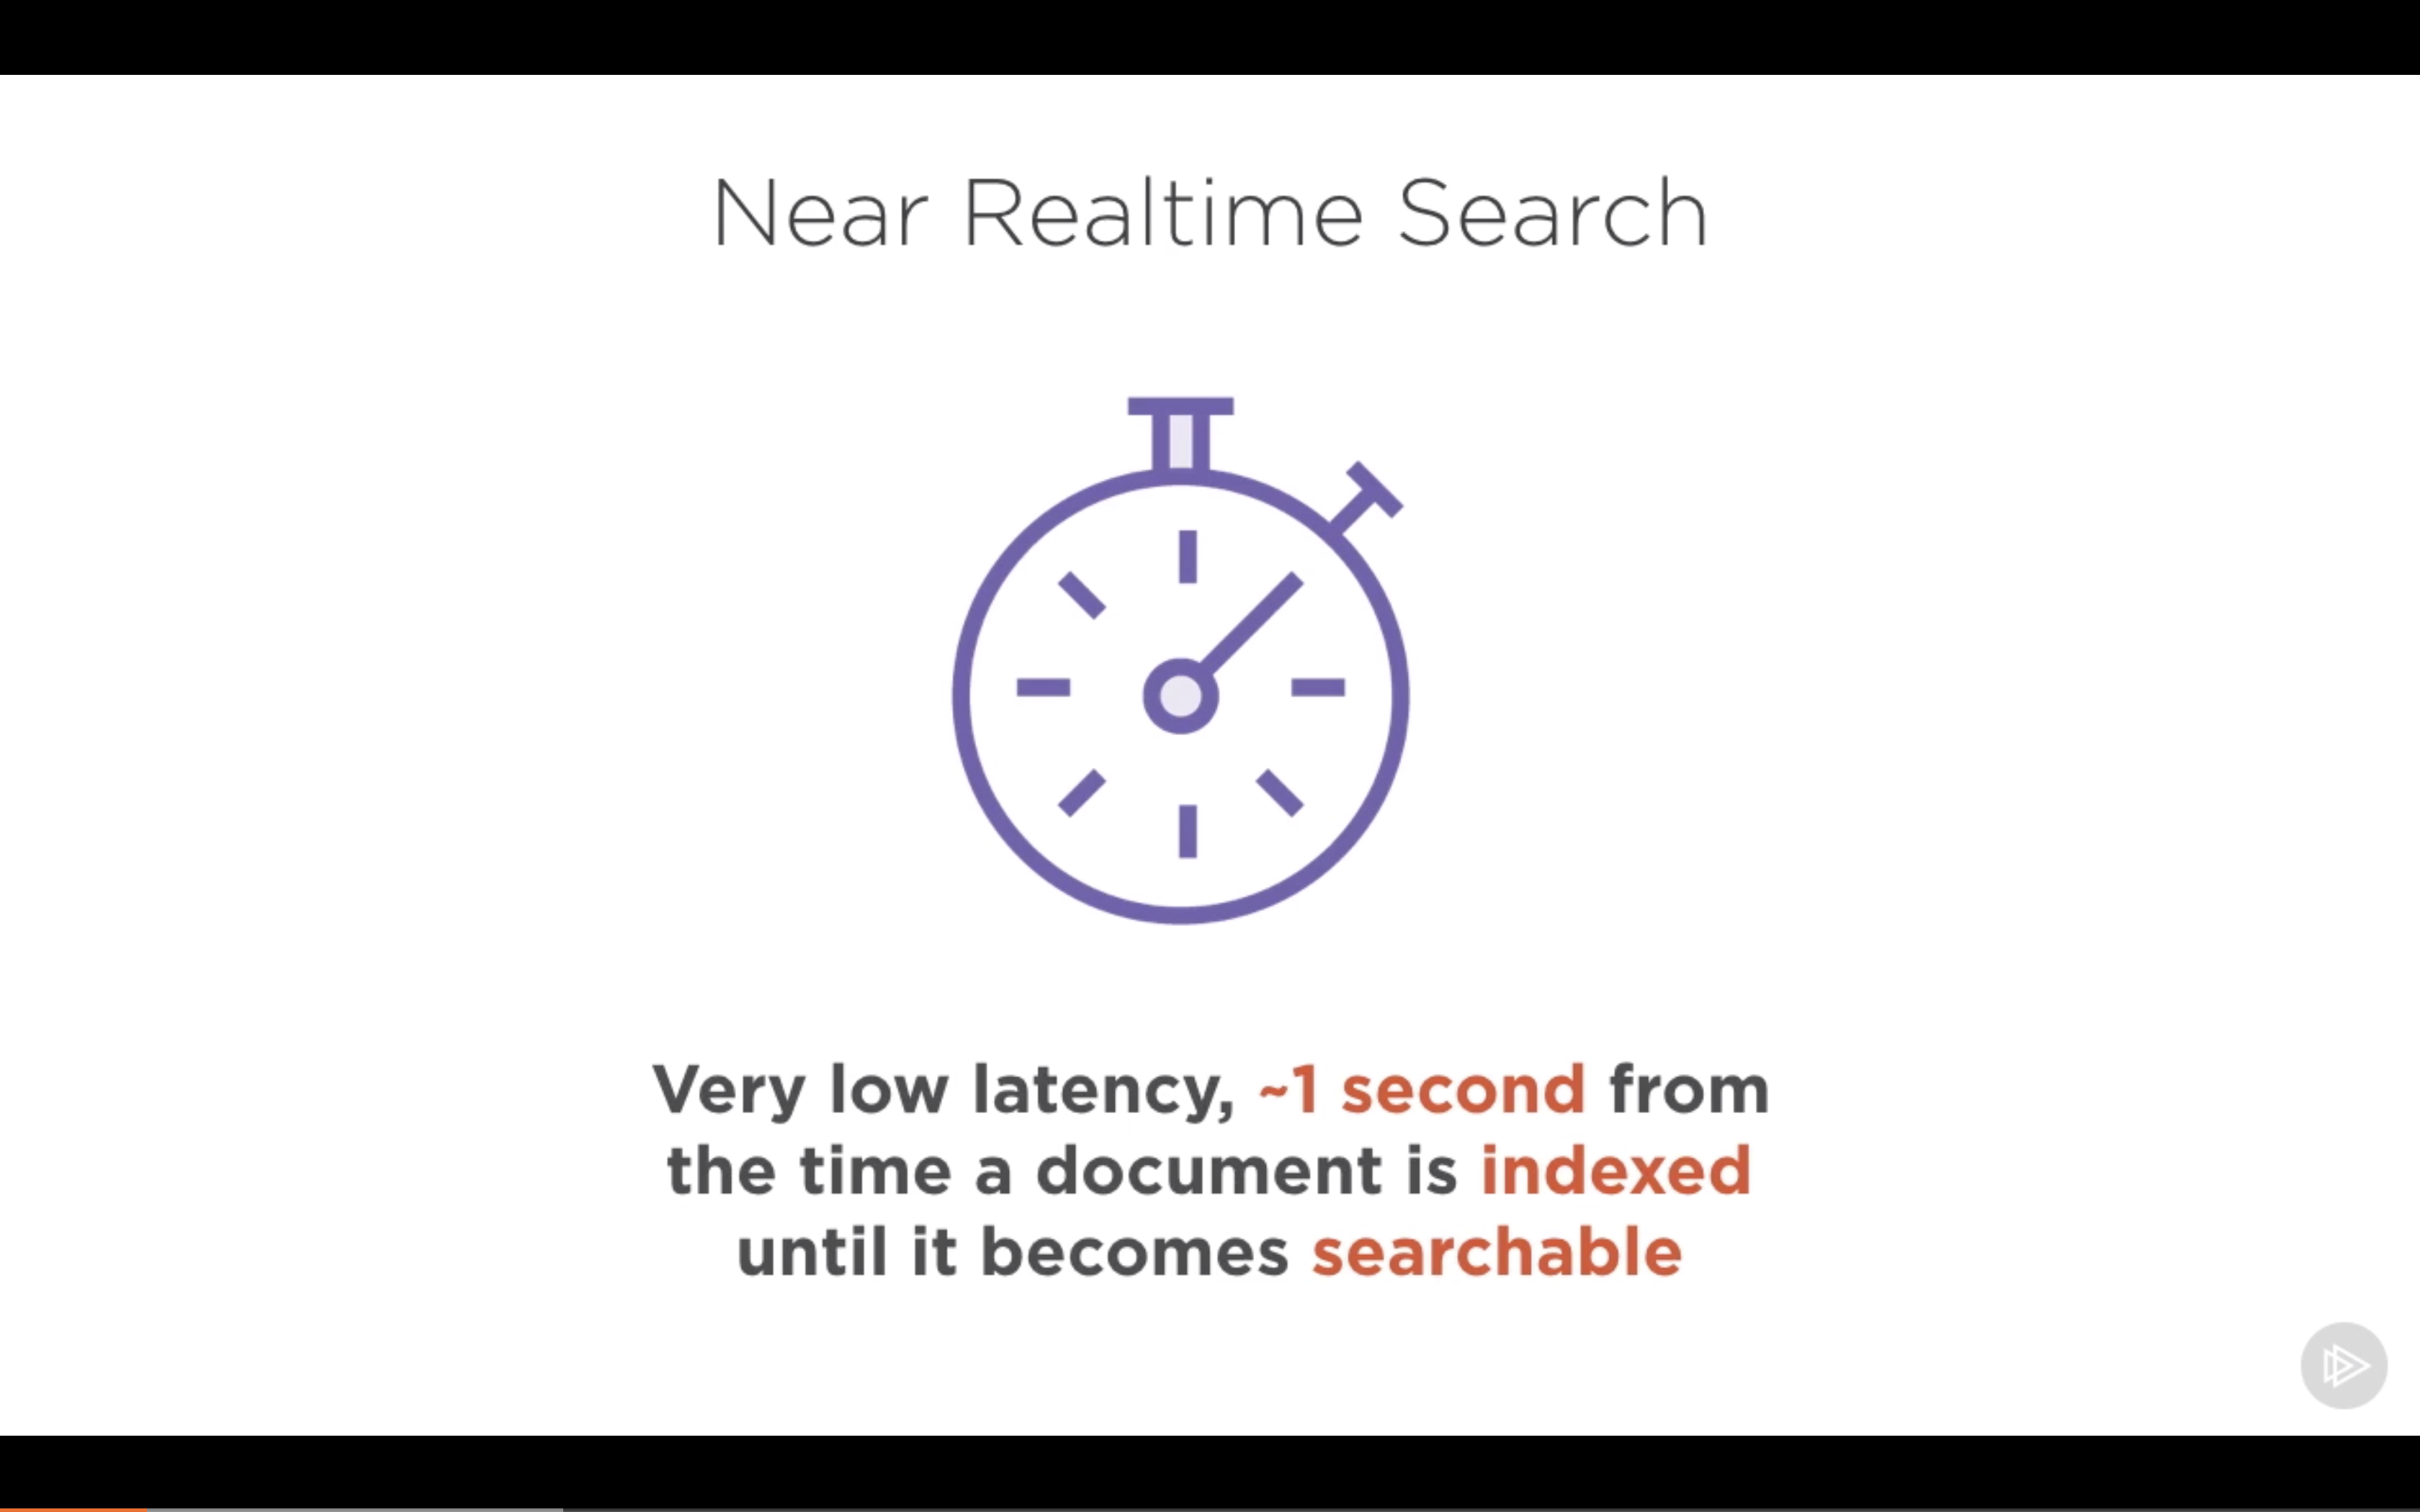 Near Realtime Search
Very low latency, ~1 second from
the time a document is indexed
until it becomes searchable